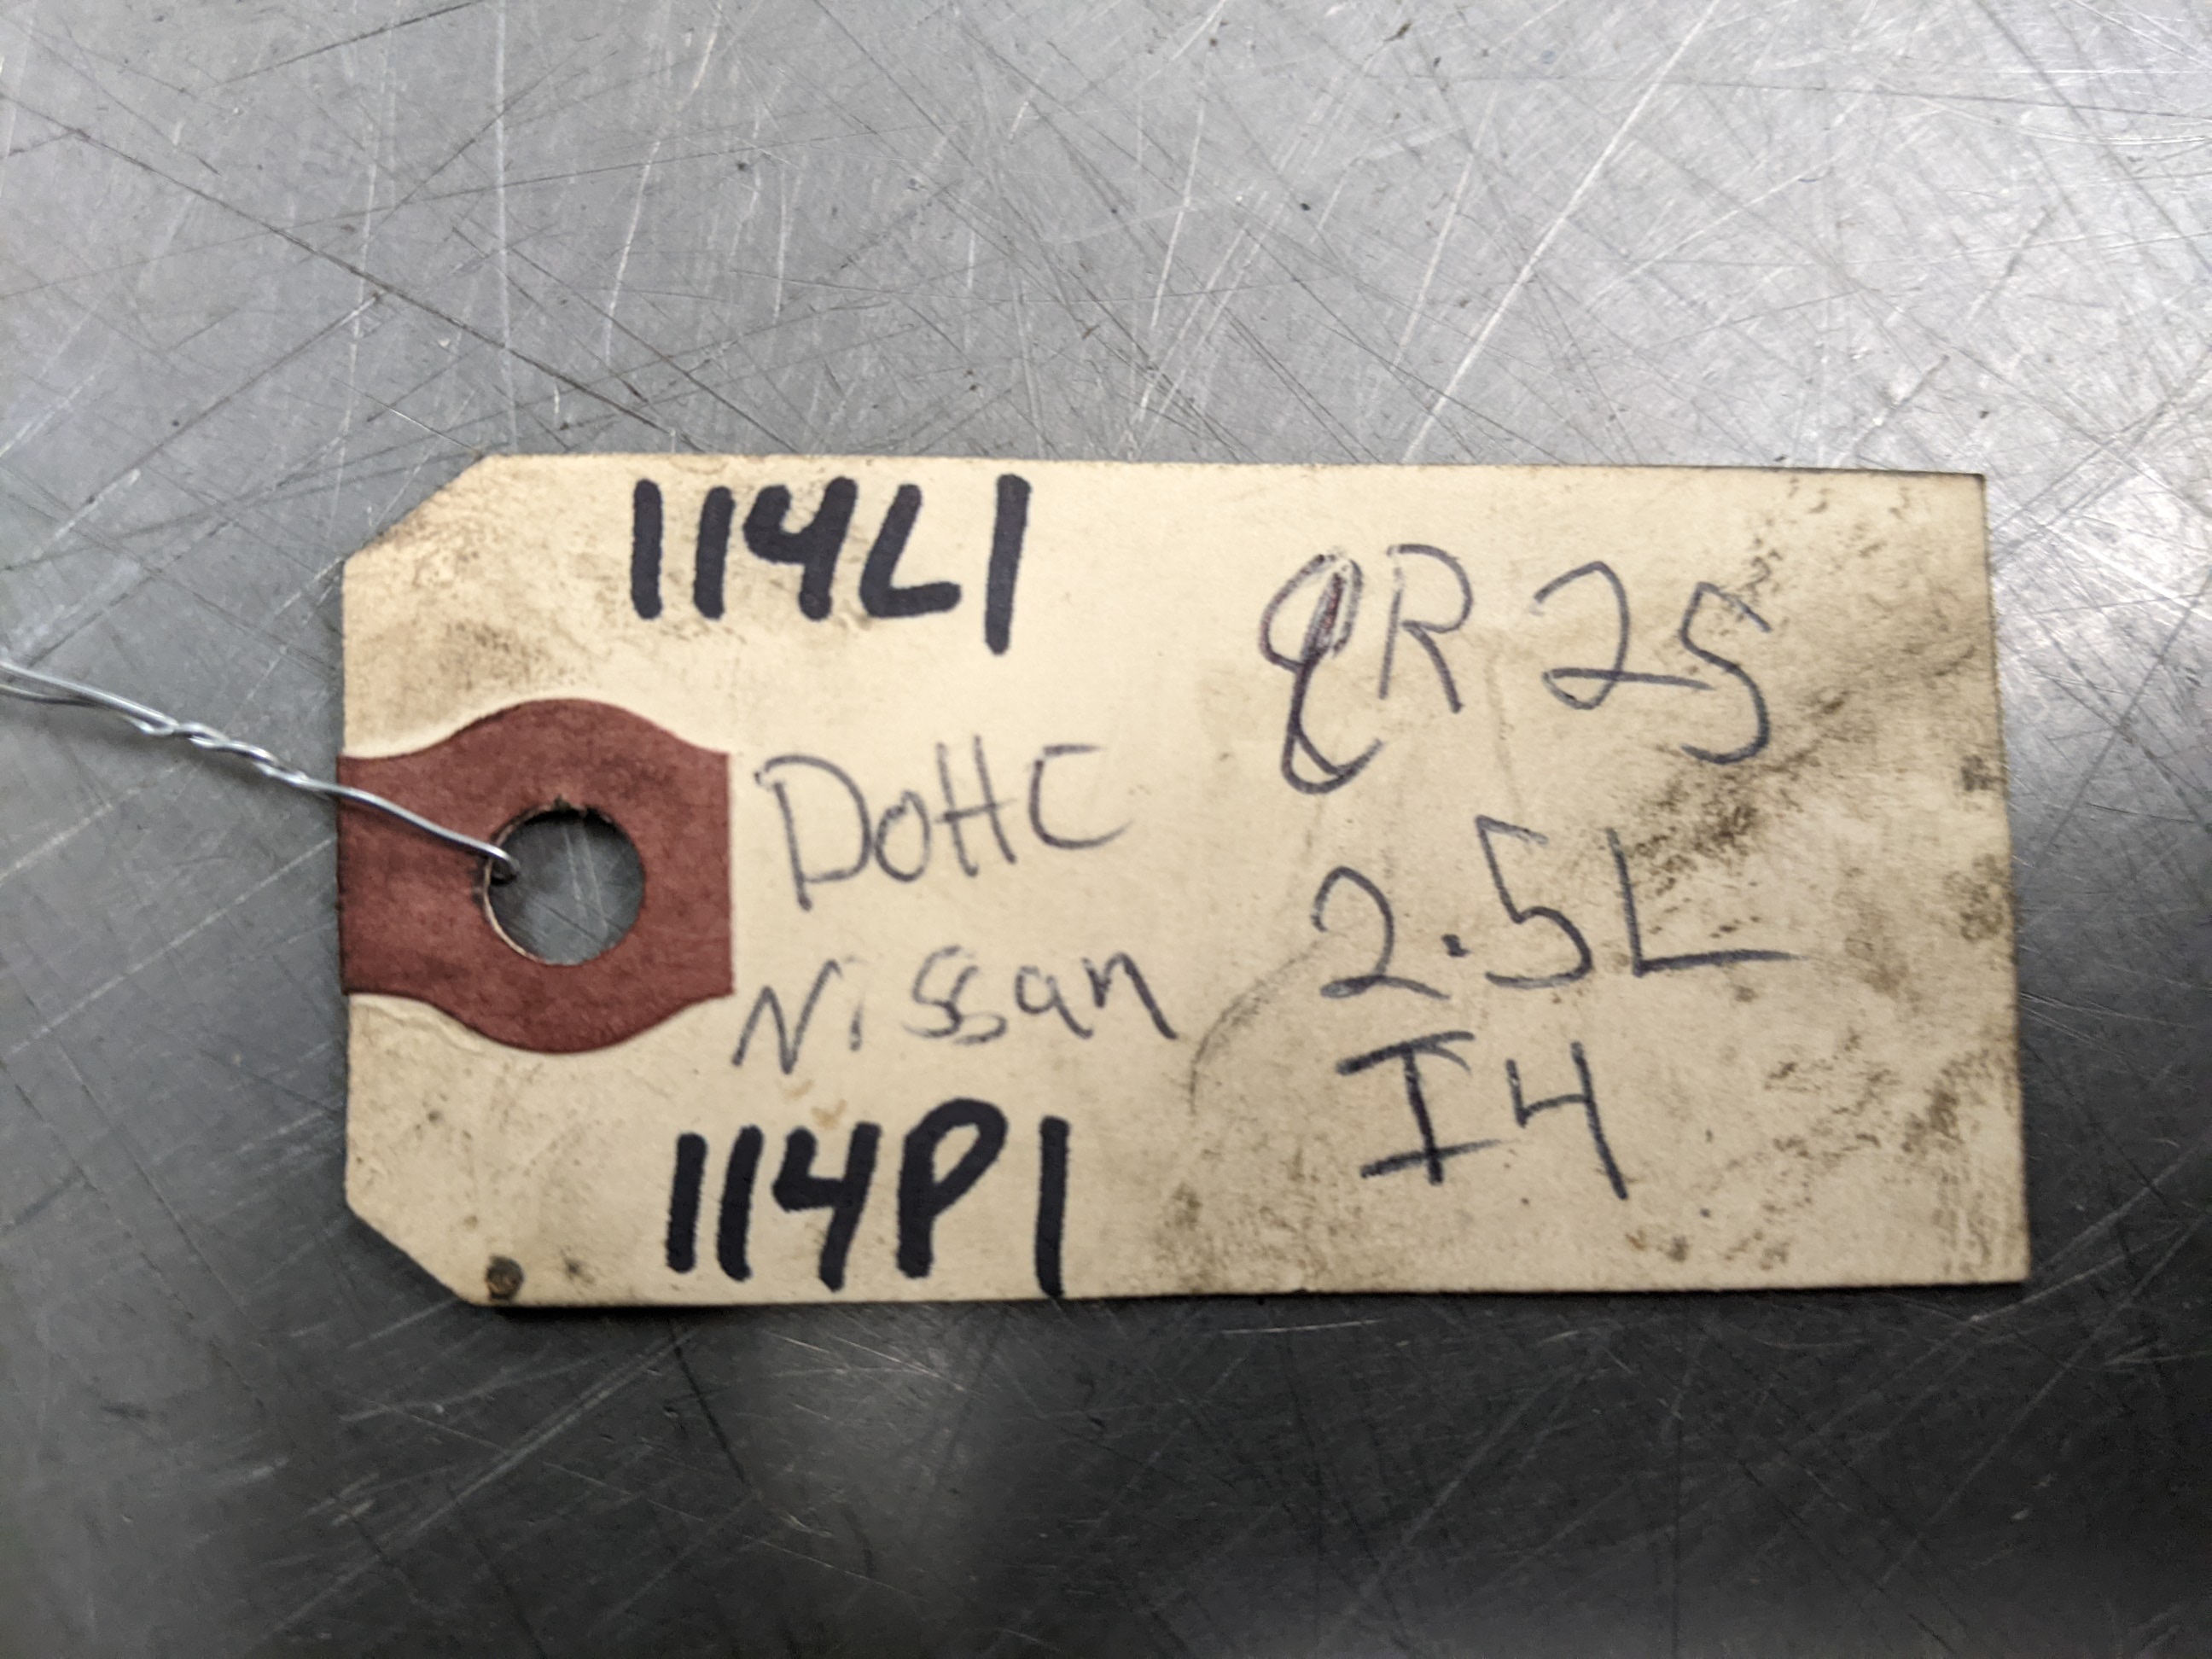 114L1
DOHC
Nissan
114P1
QR25
2.5L
I4